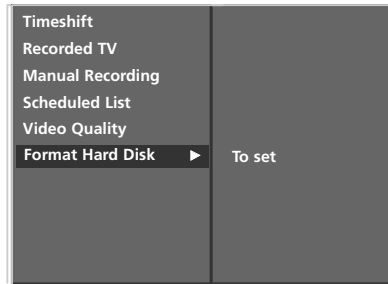 Timeshift
Recorded TV
Manual Recording
Scheduled List
Video Quality
Format Hard Disk ▶ To set